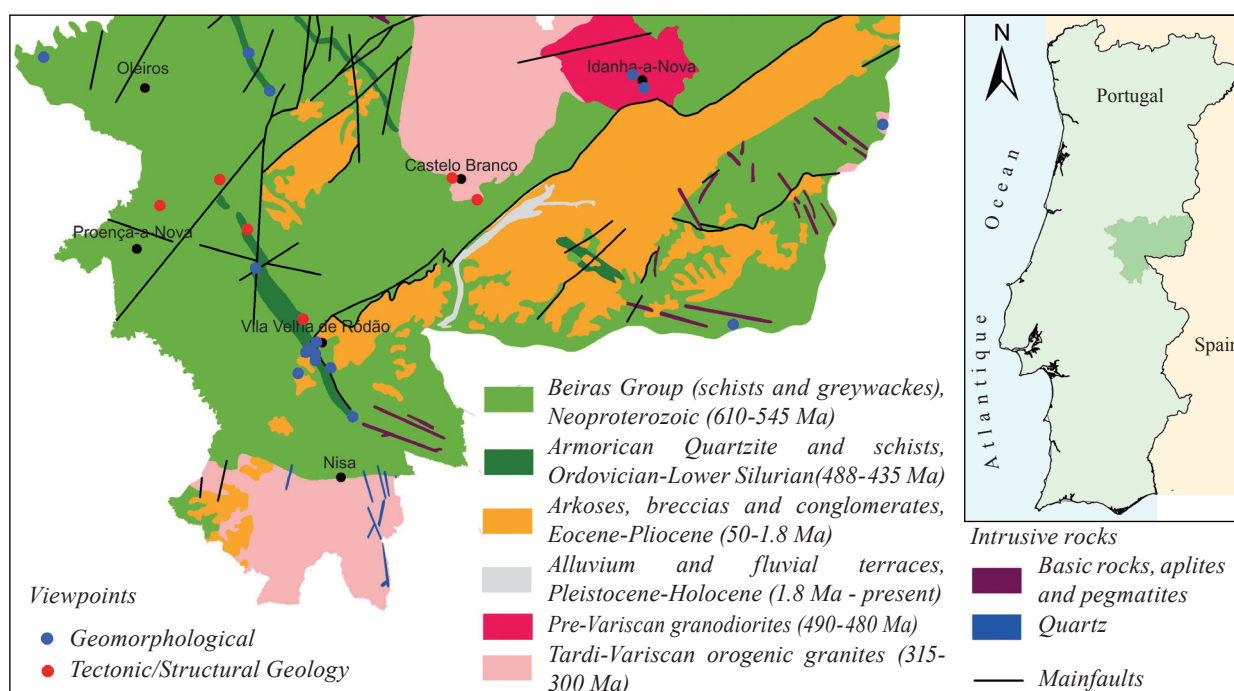 Oleiros
Idanha-a-Nova
Castelo Branco
Proença-a-Nova
Vila Velha de Ródão
Nisa
Viewpoints
Geomorphological
Tectonic/Structural Geology
Beiras Group (schists and greywackes),
Neoproterozoic (610-545 Ma)
Armorican Quartzite and schists,
Ordovician-Lower Silurian(488-435 Ma)
Arkoses, breccias and conglomerates,
Eocene-Pliocene (50-1.8 Ma)
Alluvium and fluvial terraces,
Pleistocene-Holocene (1.8 Ma - present)
Pre-Variscan granodiorites (490-480 Ma)
Tardi-Variscan orogenic granites (315-
300 Ma)
N
Portugal
Spain
Atlantique Ocean
Intrusive rocks
Basic rocks, aplites
and pegmatites
Quartz
Mainfaults